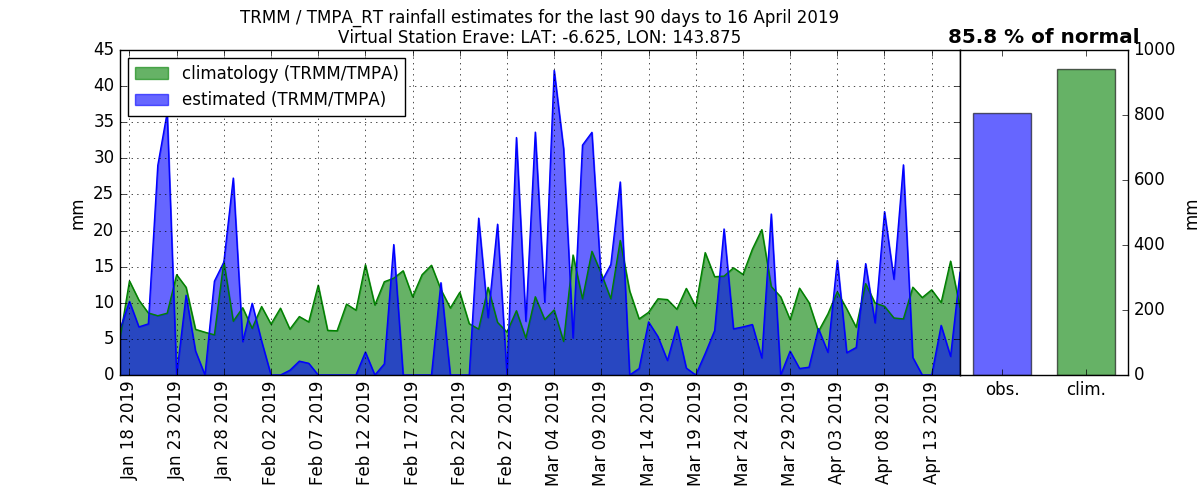 TRMM / TMPA_RT rainfall estimates for the last 90 days to 16 April 2019
Virtual Station Erave: LAT: -6.625, LON: 143.875
85.8 % of normal
climatology (TRMM/TMPA)
estimated (TRMM/TMPA)
mm
45
40
35
30
25
20
15
10
5
0
Jan 18 2019
Jan 23 2019
Jan 28 2019
Feb 02 2019
Feb 07 2019
Feb 12 2019
Feb 17 2019
Feb 22 2019
Feb 27 2019
Mar 04 2019
Mar 09 2019
Mar 14 2019
Mar 19 2019
Mar 24 2019
Mar 29 2019
Apr 03 2019
Apr 08 2019
Apr 13 2019
obs.
clim.
1000
800
600
400
200
0
mm